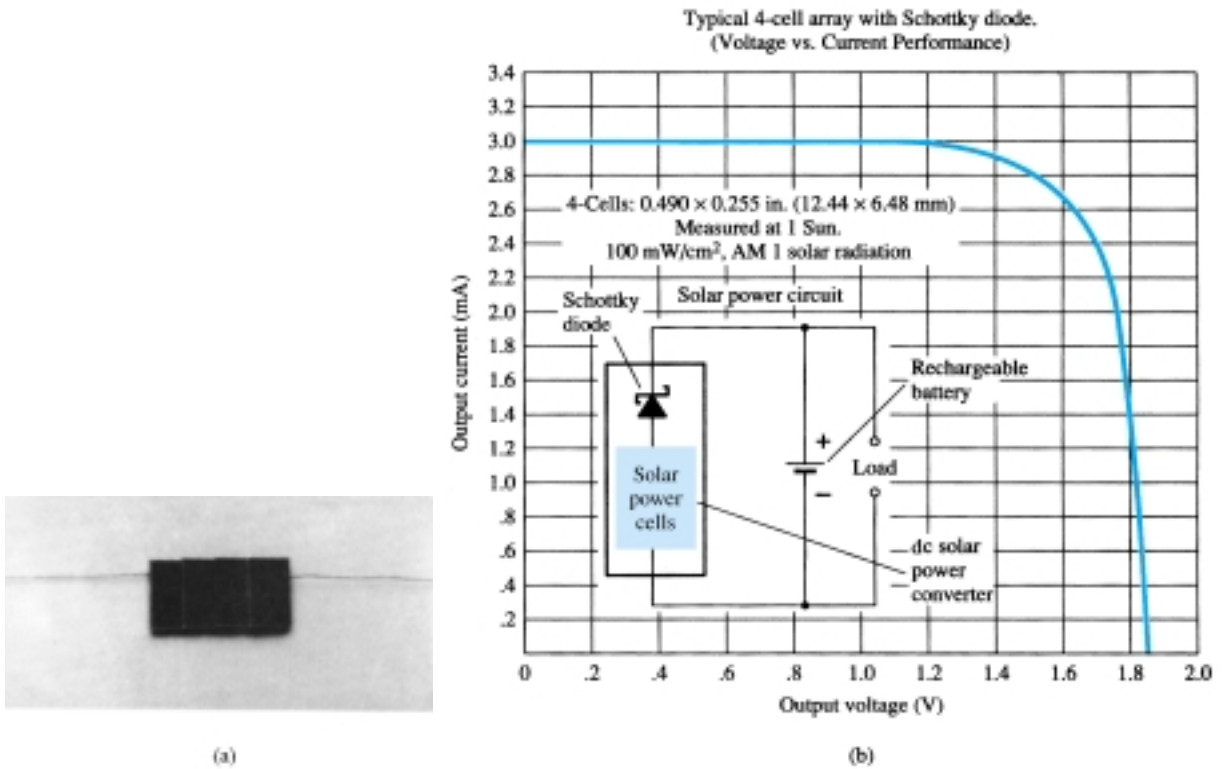 Typical 4-cell array with Schottky diode.
(Voltage vs. Current Performance)
3.4
3.2
3.0
2.8
2.6
2.4
2.2
2.0
1.8
1.6
1.4
1.2
1.0
.8
.6
.4
.2
Output current (mA)
4-Cells: 0.490 × 0.255 in. (12.44 × 6.48 mm)
Measured at 1 Sun.
100 mW/cm², AM 1 solar radiation
Solar power circuit
Schottky
diode
Rechargeable
battery
+
Load
−
Solar
power
cells
dc solar
power
converter
0 .2 .4 .6 .8 1.0 1.2 1.4 1.6 1.8 2.0
Output voltage (V)
(a)
(b)